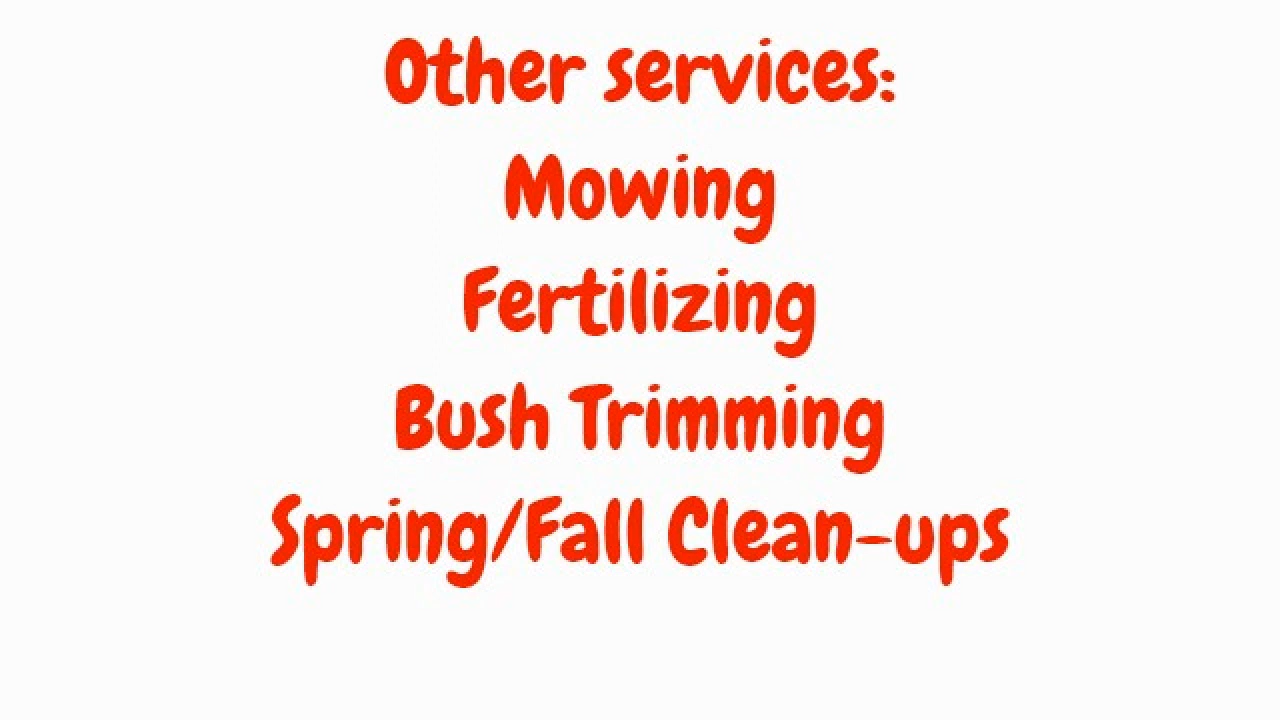 Other services:
Mowing
Fertilizing
Bush Trimming
Spring/Fall Clean-ups